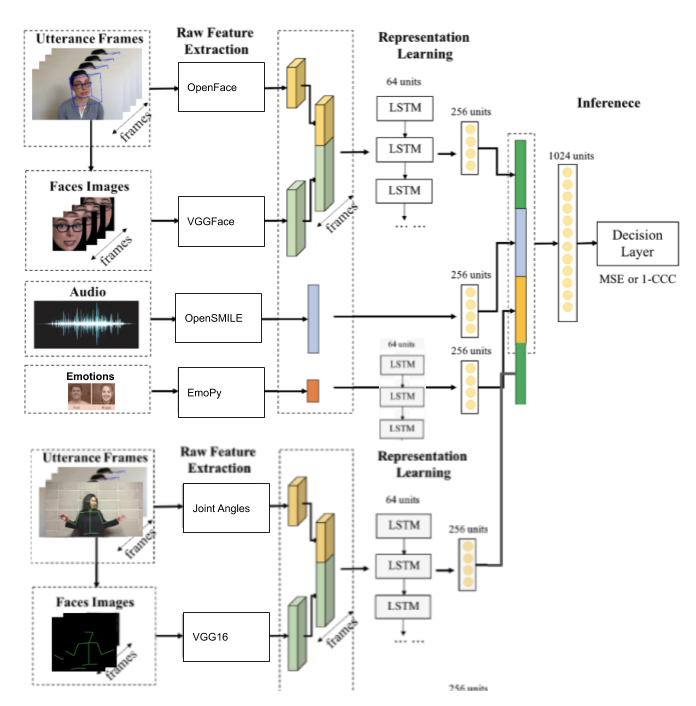 Utterance Frames
Raw Feature
Extraction
Representation
Learning
OpenFace
64 units
LSTM
256 units
Inferenece
frames
LSTM
1024 units
Faces Images
VGGFace
LSTM
frames
frames
... ...
Decision
Layer
MSE or 1-CCC
Audio
OpenSMILE
256 units
Emotions
EmoPy
64 units
LSTM
LSTM
LSTM
256 units
Utterance Frames
Raw Feature
Extraction
Representation
Learning
Joint Angles
64 units
LSTM
256 units
frames
LSTM
Faces Images
VGG16
LSTM
frames
frames
... ...
256 units